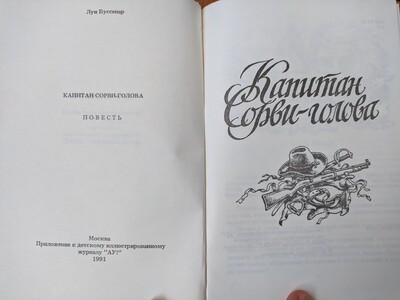 Луи Буссенар
КАПИТАН СОРВИ-ГОЛОВА
ПОВЕСТЬ
Москва
Приложение к детскому иллюстрированному
журналу "АУ!"
1991
Капитан
Сорви-голова